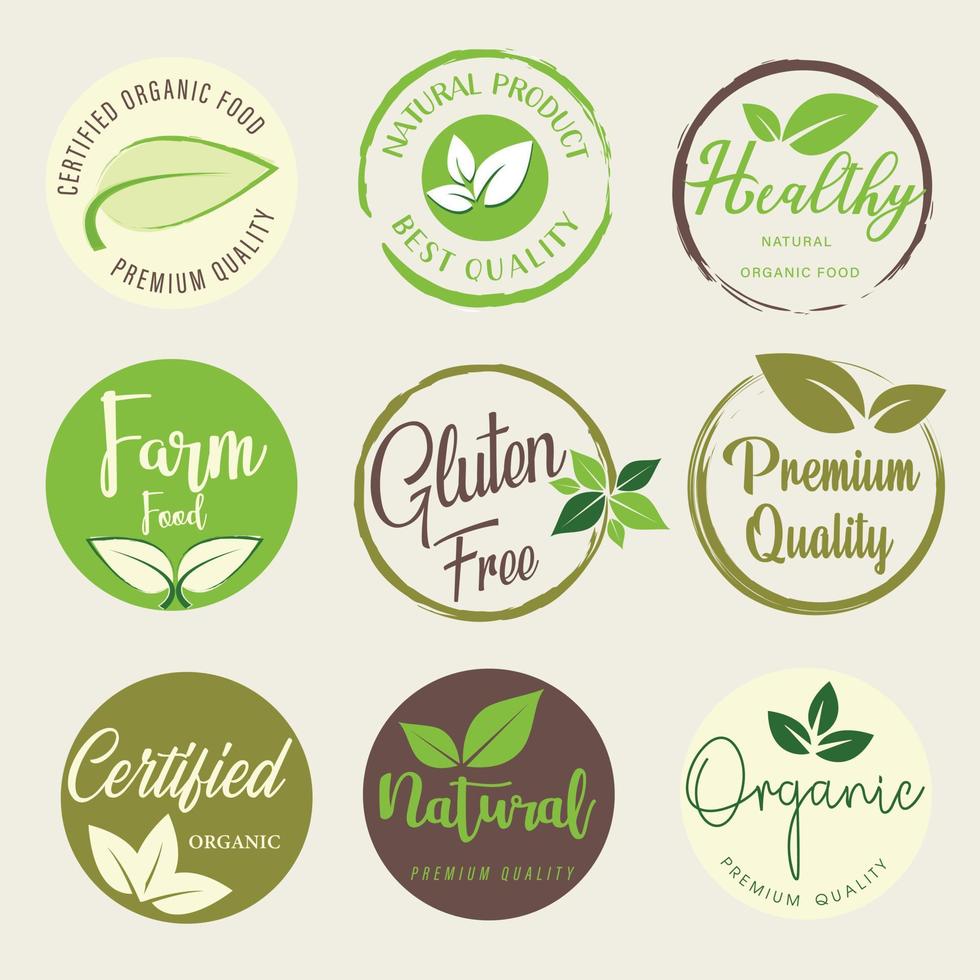 CERTIFIED ORGANIC FOOD
PREMIUM QUALITY
NATURAL PRODUCT
BEST QUALITY
Healthy
NATURAL
ORGANIC FOOD
Farm
Food
Gluten
Free
Premium
Quality
Certified
ORGANIC
Natural
PREMIUM QUALITY
Organic
PREMIUM QUALITY